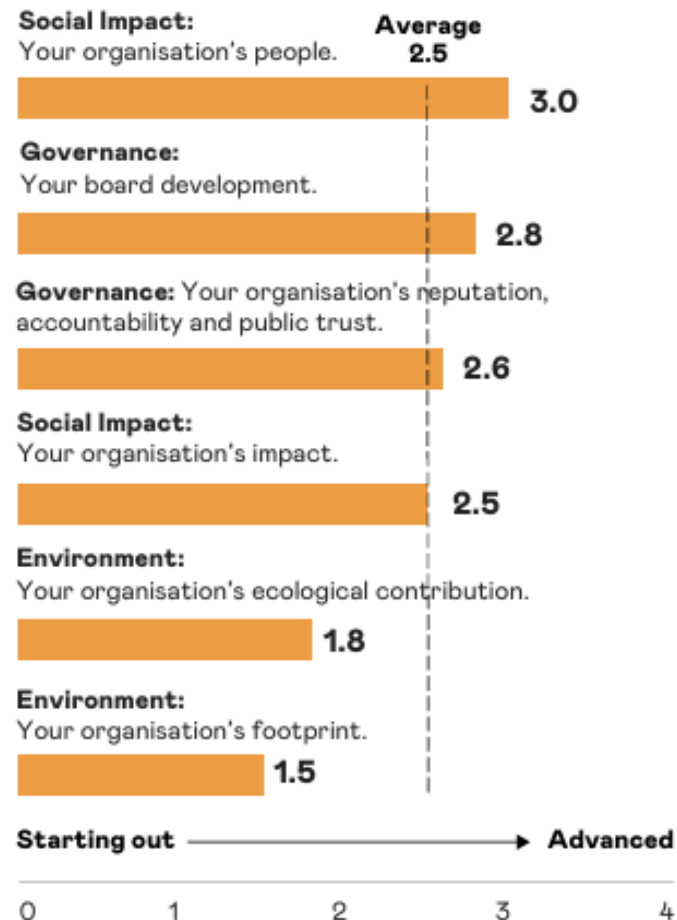 Social Impact:
Your organisation's people.
Average
2.5
3.0
Governance:
Your board development.
2.8
Governance: Your organisation's reputation,
accountability and public trust.
2.6
Social Impact:
Your organisation's impact.
2.5
Environment:
Your organisation's ecological contribution.
1.8
Environment:
Your organisation's footprint.
1.5
Starting out Advanced
0 1 2 3 4